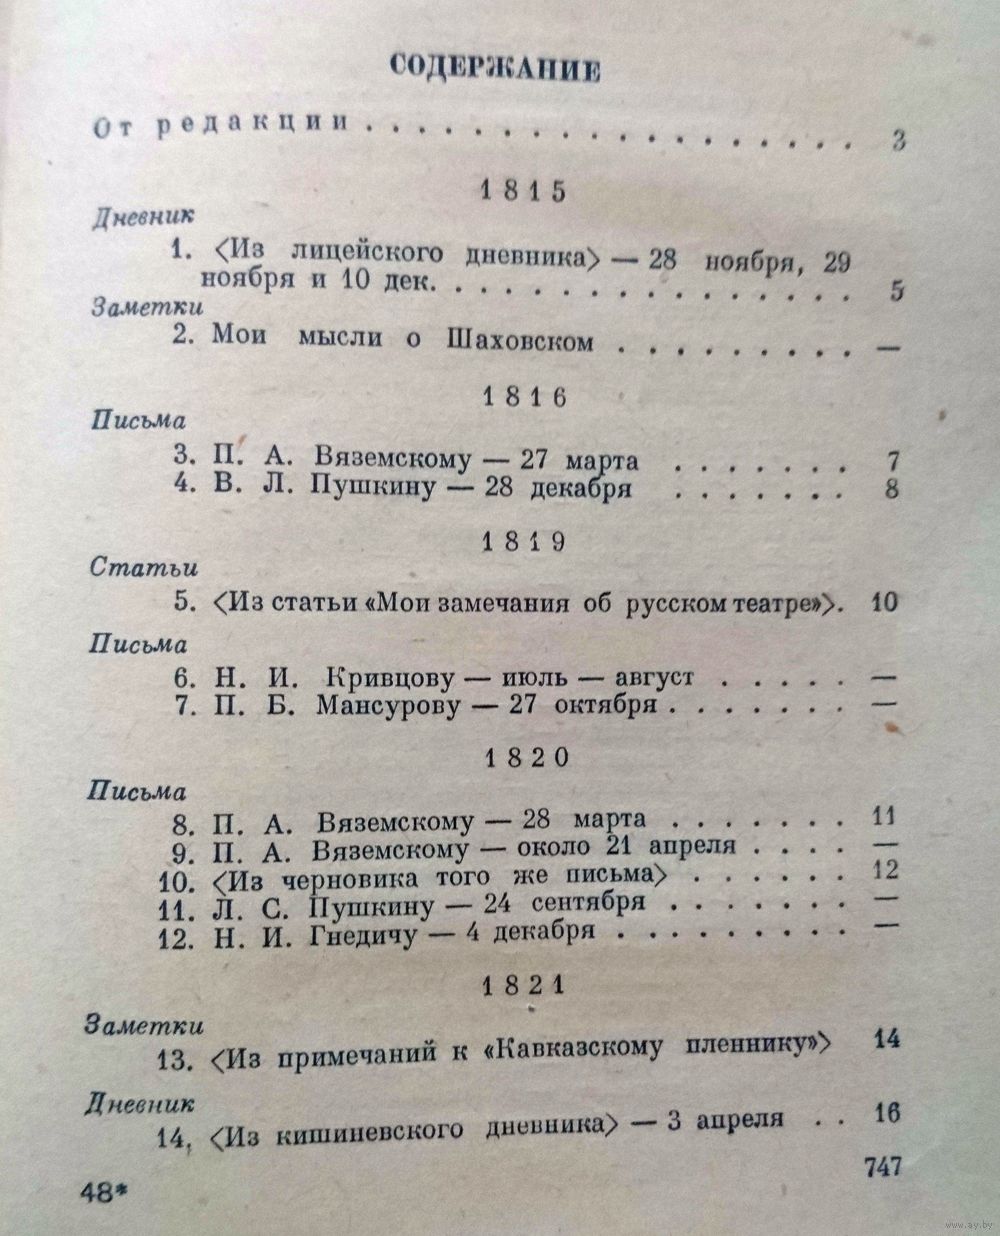 СОДЕРЖАНИЕ
От редакции . . . . . . . . . . . . . . . . . . 3
1815
Дневник
1. <Из лицейского дневника> — 28 ноября, 29
ноября и 10 дек. . . . . . . . . . . . . . . . . 5
Заметки
2. Мои мысли о Шаховском . . . . . . . . . —
1816
Письма
3. П. А. Вяземскому — 27 марта . . . . . . . 7
4. В. Л. Пушкину — 28 декабря . . . . . . . 8
1819
Статьи
5. <Из статьи «Мои замечания об русском театре»>. 10
Письма
6. Н. И. Кривцову — июль — август . . . . . —
7. П. Б. Мансурову — 27 октября . . . . . . . —
1820
Письма
8. П. А. Вяземскому — 28 марта . . . . . . . 11
9. П. А. Вяземскому — около 21 апреля . . . . —
10. <Из черновика того же письма> . . . . . . 12
11. Л. С. Пушкину — 24 сентября . . . . . . . —
12. Н. И. Гнедичу — 4 декабря . . . . . . . . . —
1821
Заметки
13. <Из примечаний к «Кавказскому пленнику»> 14
Дневник
14. <Из кишиневского дневника> — 3 апреля . . 16
747
48*
www.ay.by